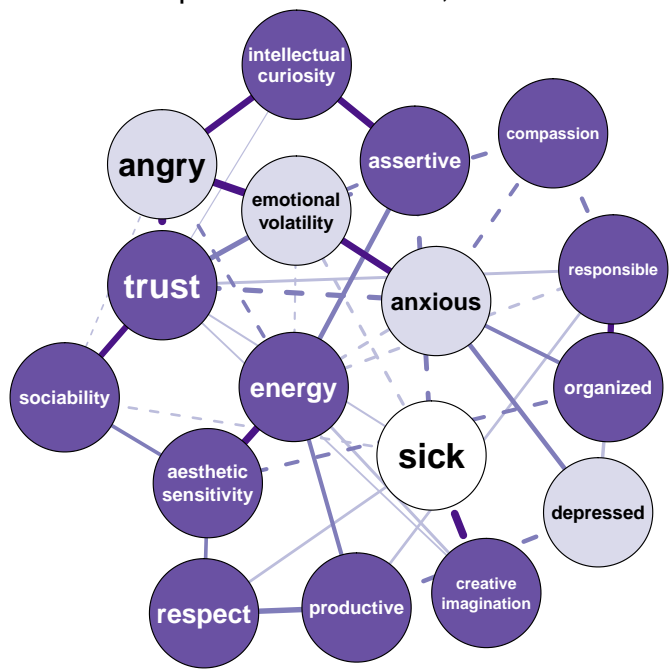 intellectual
curiosity
compassion
angry
assertive
emotional
volatility
trust
responsible
anxious
sociability
energy
organized
sick
aesthetic
sensitivity
depressed
respect
productive
creative
imagination